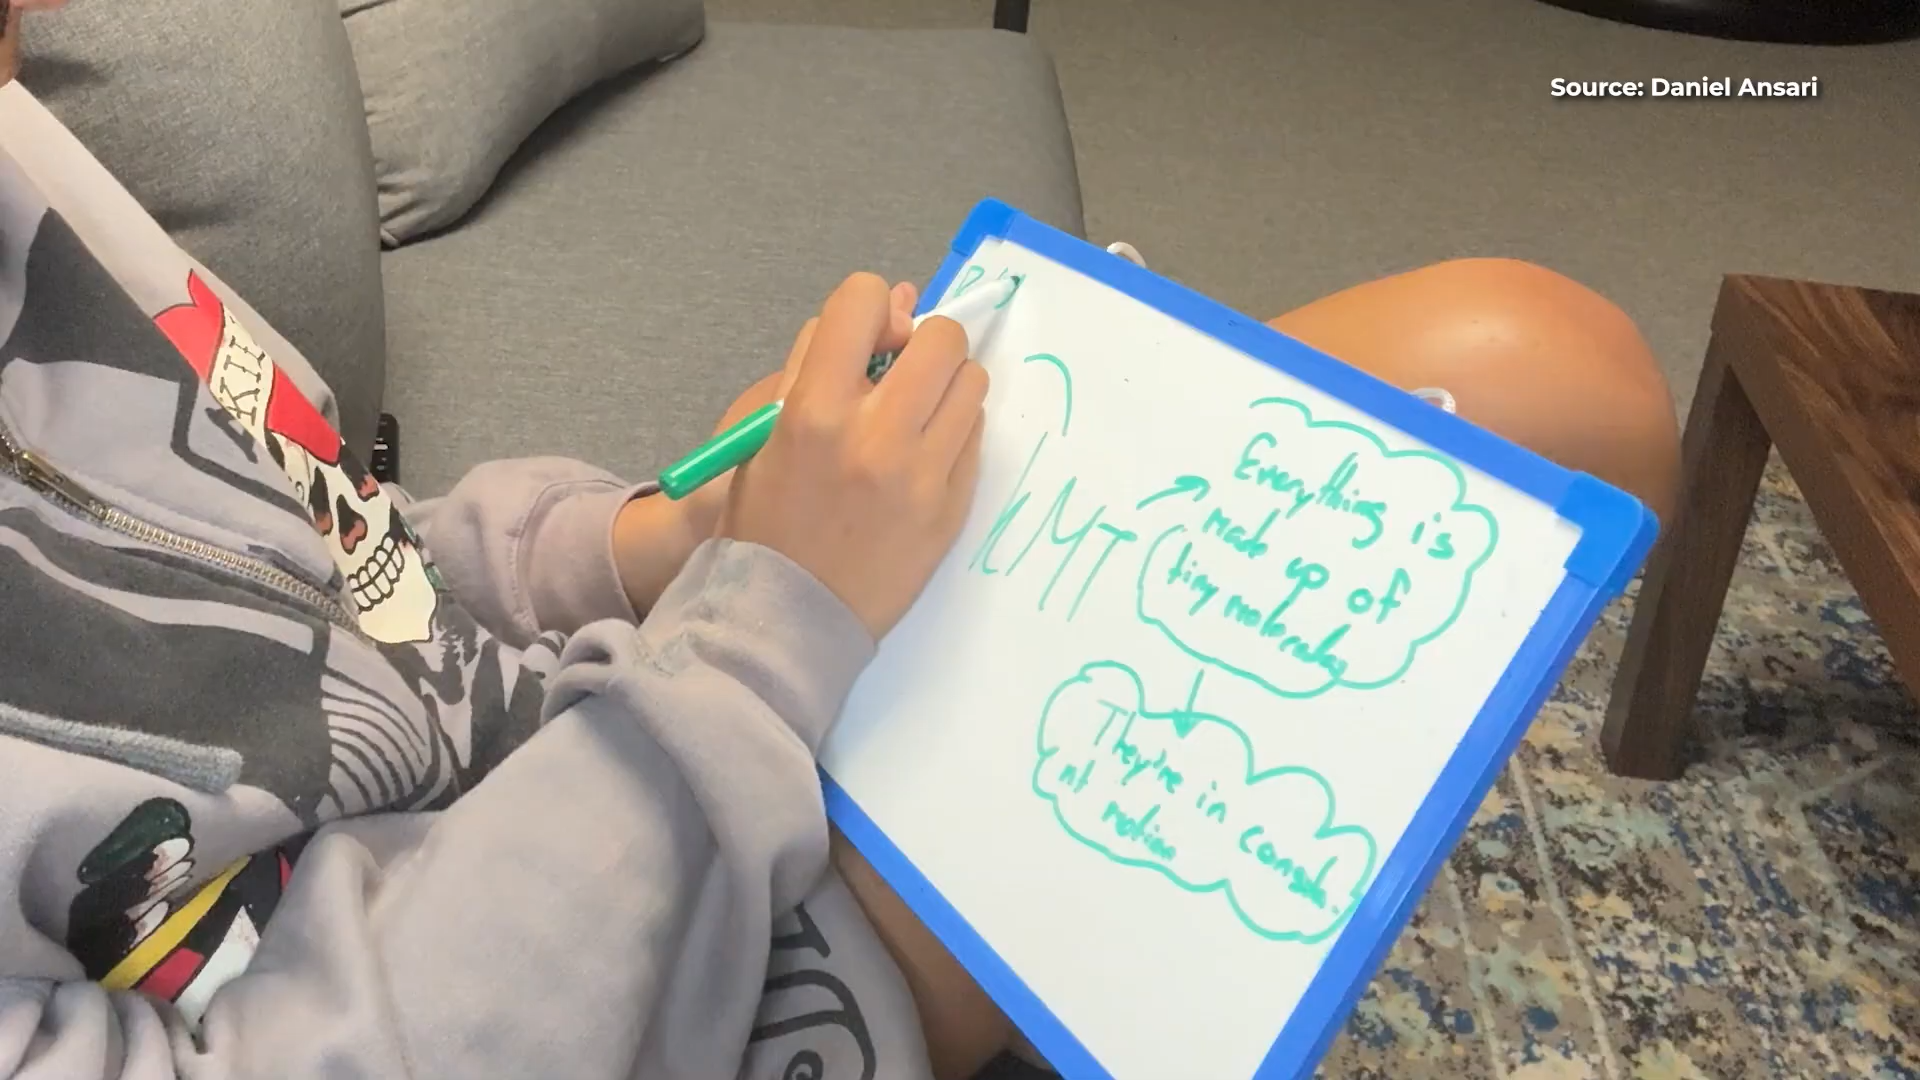 Source: Daniel Ansari
KMT
Everything is
made up of
tiny molecules
They're in consta-
nt motion